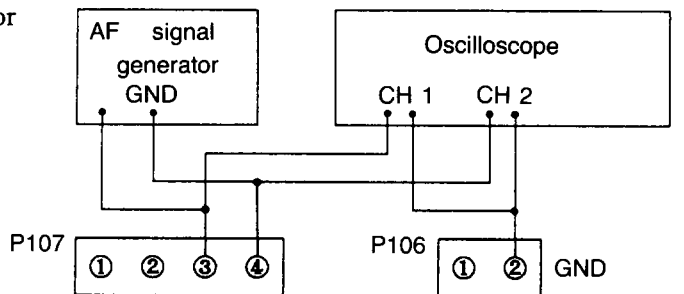 or
AF signal
generator
GND
Oscilloscope
CH 1 CH 2
P107
① ② ③ ④
P106
① ② GND